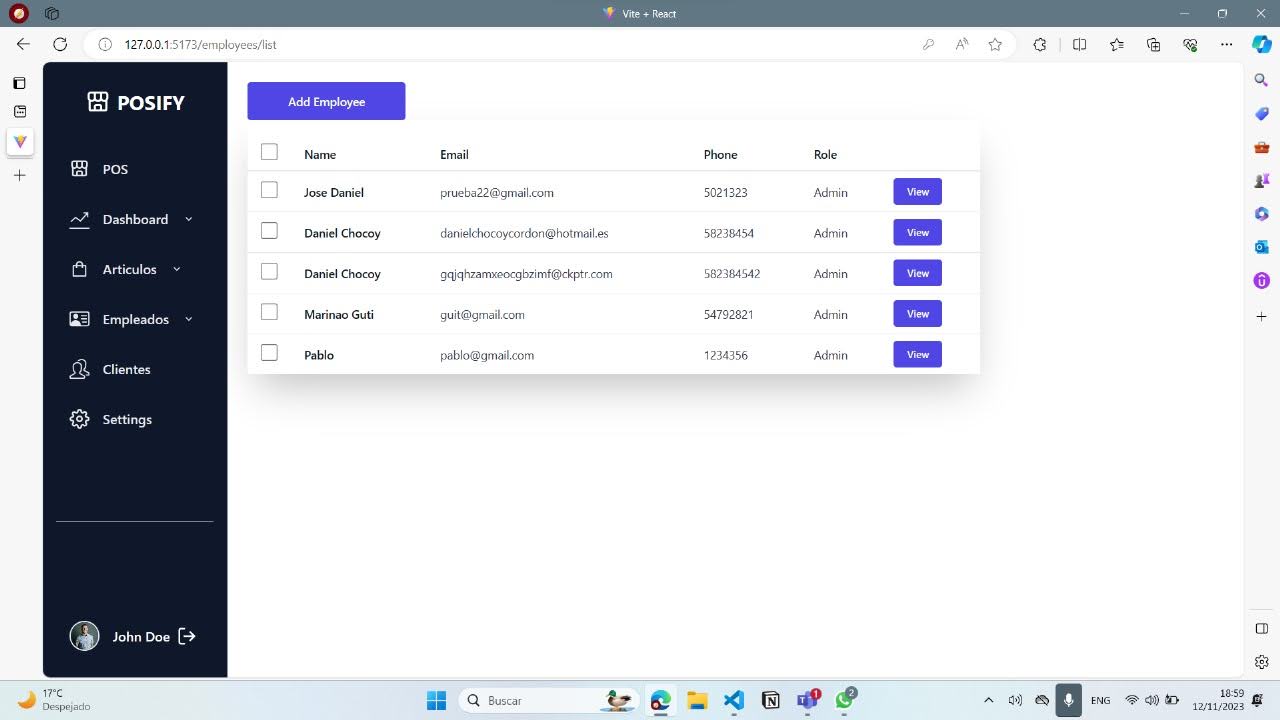 Vite + React
127.0.0.1:5173/employees/list
POSIFY
POS
Dashboard
Articulos
Empleados
Clientes
Settings
John Doe
Add Employee
Name Email Phone Role
Jose Daniel prueba22@gmail.com 5021323 Admin View
Daniel Chocoy danielchocoycordon@hotmail.es 58238454 Admin View
Daniel Chocoy gqjqhzamxeocgbzimf@ckptr.com 582384542 Admin View
Marinao Guti guit@gmail.com 54792821 Admin View
Pablo pablo@gmail.com 1234356 Admin View
17°C
Despejado
Buscar
1
2
ENG
18:59
12/11/2023